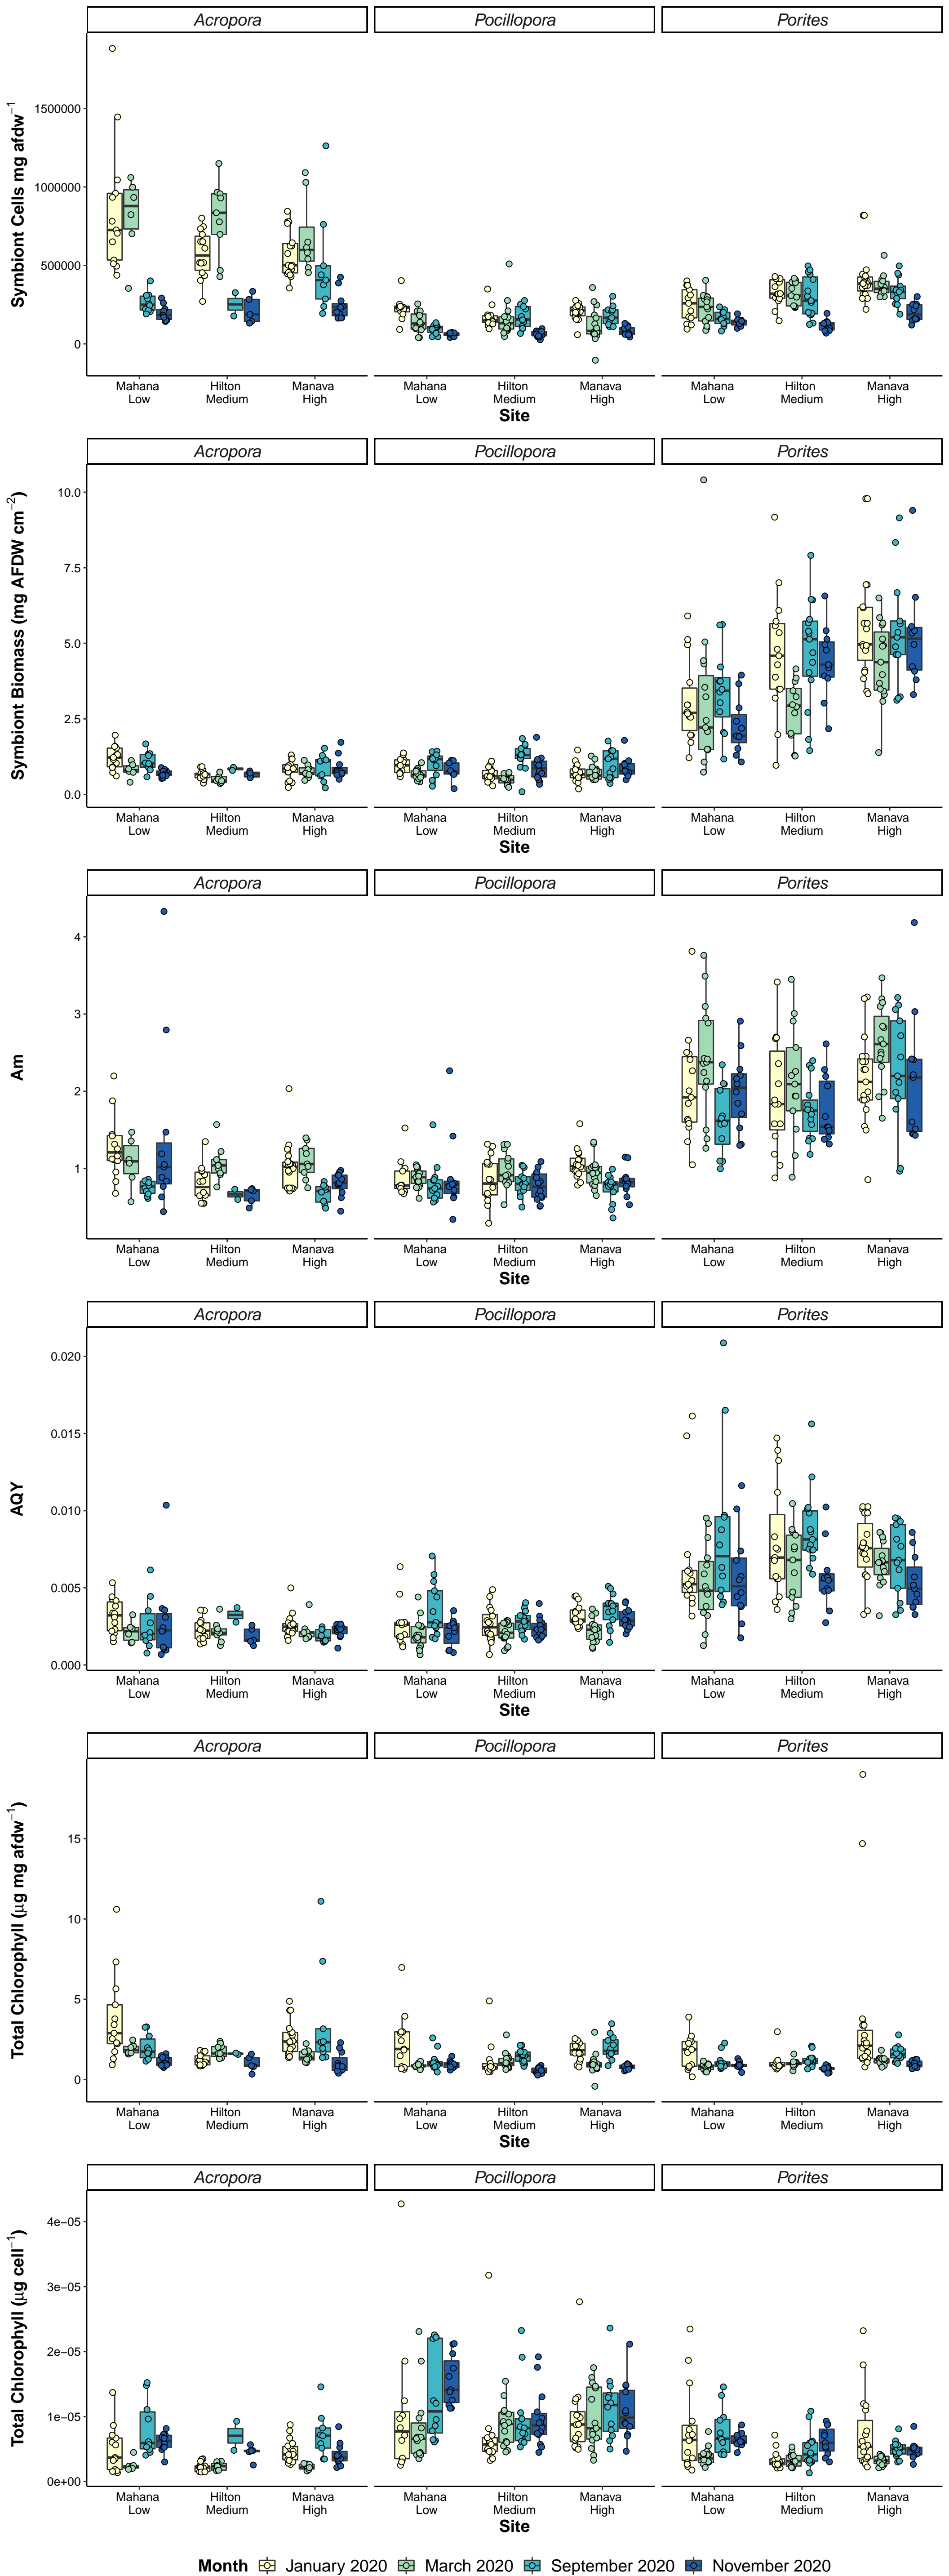 Acropora Pocillopora Porites
Symbiont Cells mg afdw−1
1500000
1000000
500000
0
Mahana Hilton Manava Mahana Hilton Manava Mahana Hilton Manava
Low Medium High Low Medium High Low Medium High
Site
Acropora Pocillopora Porites
Symbiont Biomass (mg AFDW cm−2)
10.0
7.5
5.0
2.5
0.0
Mahana Hilton Manava Mahana Hilton Manava Mahana Hilton Manava
Low Medium High Low Medium High Low Medium High
Site
Acropora Pocillopora Porites
Am
4
3
2
1
Mahana Hilton Manava Mahana Hilton Manava Mahana Hilton Manava
Low Medium High Low Medium High Low Medium High
Site
Acropora Pocillopora Porites
AQY
0.020
0.015
0.010
0.005
0.000
Mahana Hilton Manava Mahana Hilton Manava Mahana Hilton Manava
Low Medium High Low Medium High Low Medium High
Site
Acropora Pocillopora Porites
Total Chlorophyll (μg mg afdw−1)
15
10
5
0
Mahana Hilton Manava Mahana Hilton Manava Mahana Hilton Manava
Low Medium High Low Medium High Low Medium High
Site
Acropora Pocillopora Porites
Total Chlorophyll (μg cell−1)
4e−05
3e−05
2e−05
1e−05
0e+00
Mahana Hilton Manava Mahana Hilton Manava Mahana Hilton Manava
Low Medium High Low Medium High Low Medium High
Site
Month January 2020 March 2020 September 2020 November 2020